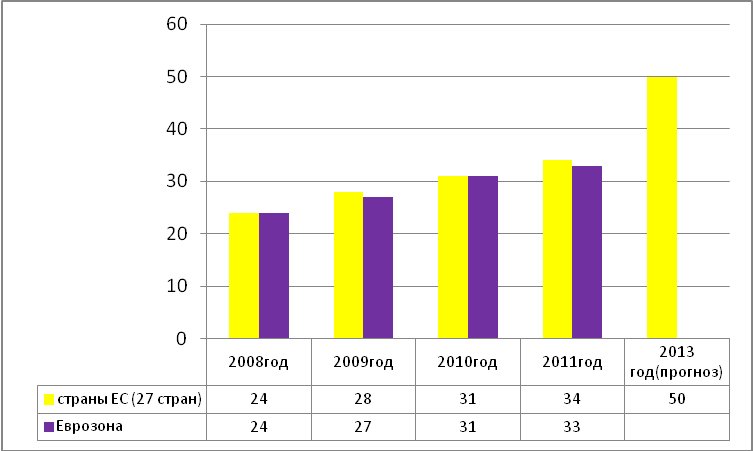 60
50
40
30
20
10
0
2008год 2009год 2010год 2011год 2013 год(прогноз)
страны ЕС (27 стран) 24 28 31 34 50
Еврозона 24 27 31 33